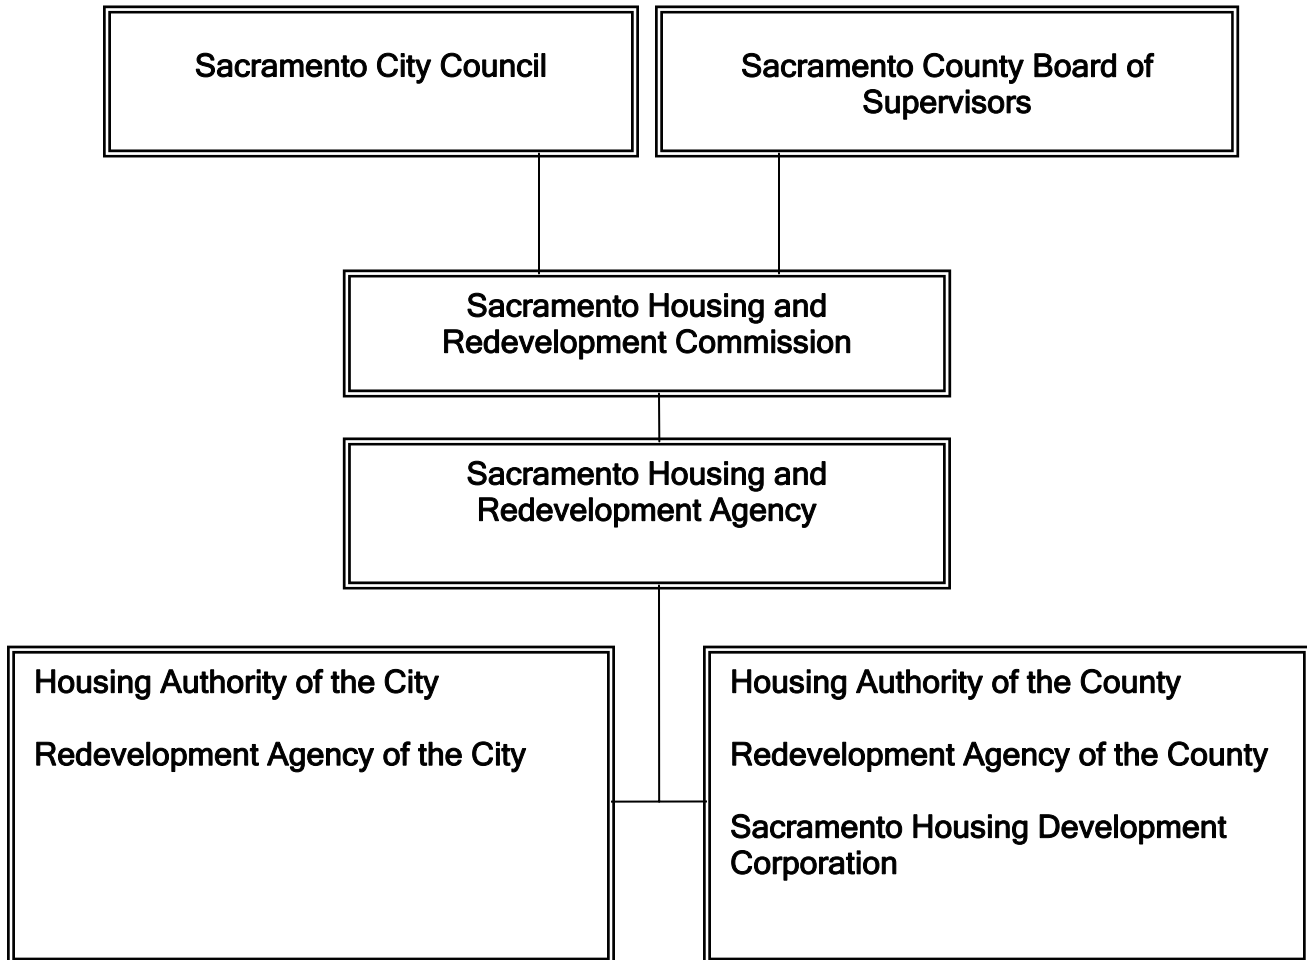 Sacramento City Council
Sacramento County Board of
Supervisors
Sacramento Housing and
Redevelopment Commission
Sacramento Housing and
Redevelopment Agency
Housing Authority of the City
Redevelopment Agency of the City
Housing Authority of the County
Redevelopment Agency of the County
Sacramento Housing Development
Corporation